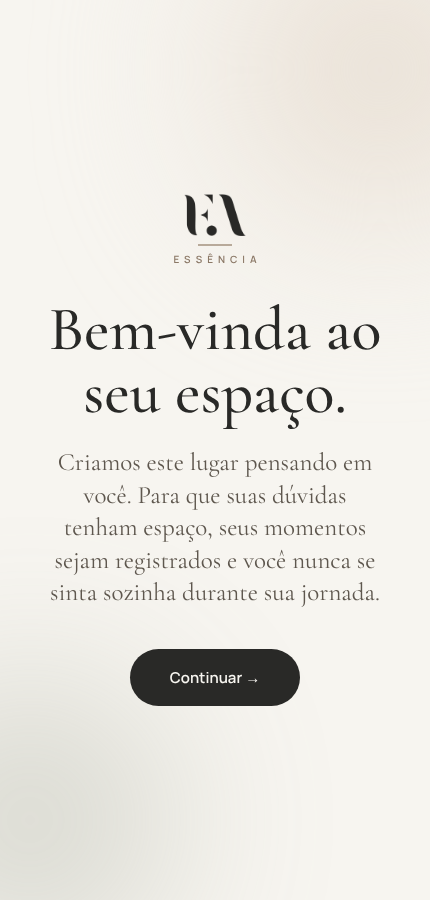 EA
ESSÊNCIA
Bem-vinda ao
seu espaço.
Criamos este lugar pensando em
você. Para que suas dúvidas
tenham espaço, seus momentos
sejam registrados e você nunca se
sinta sozinha durante sua jornada.
Continuar →